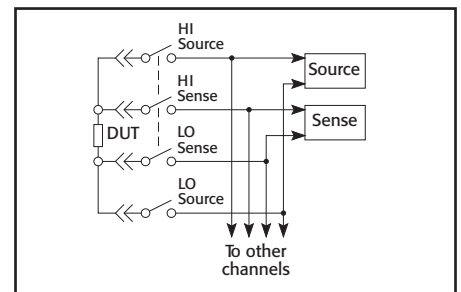 HI
Source
HI
Sense
DUT
LO
Sense
LO
Source
Source
Sense
To other
channels